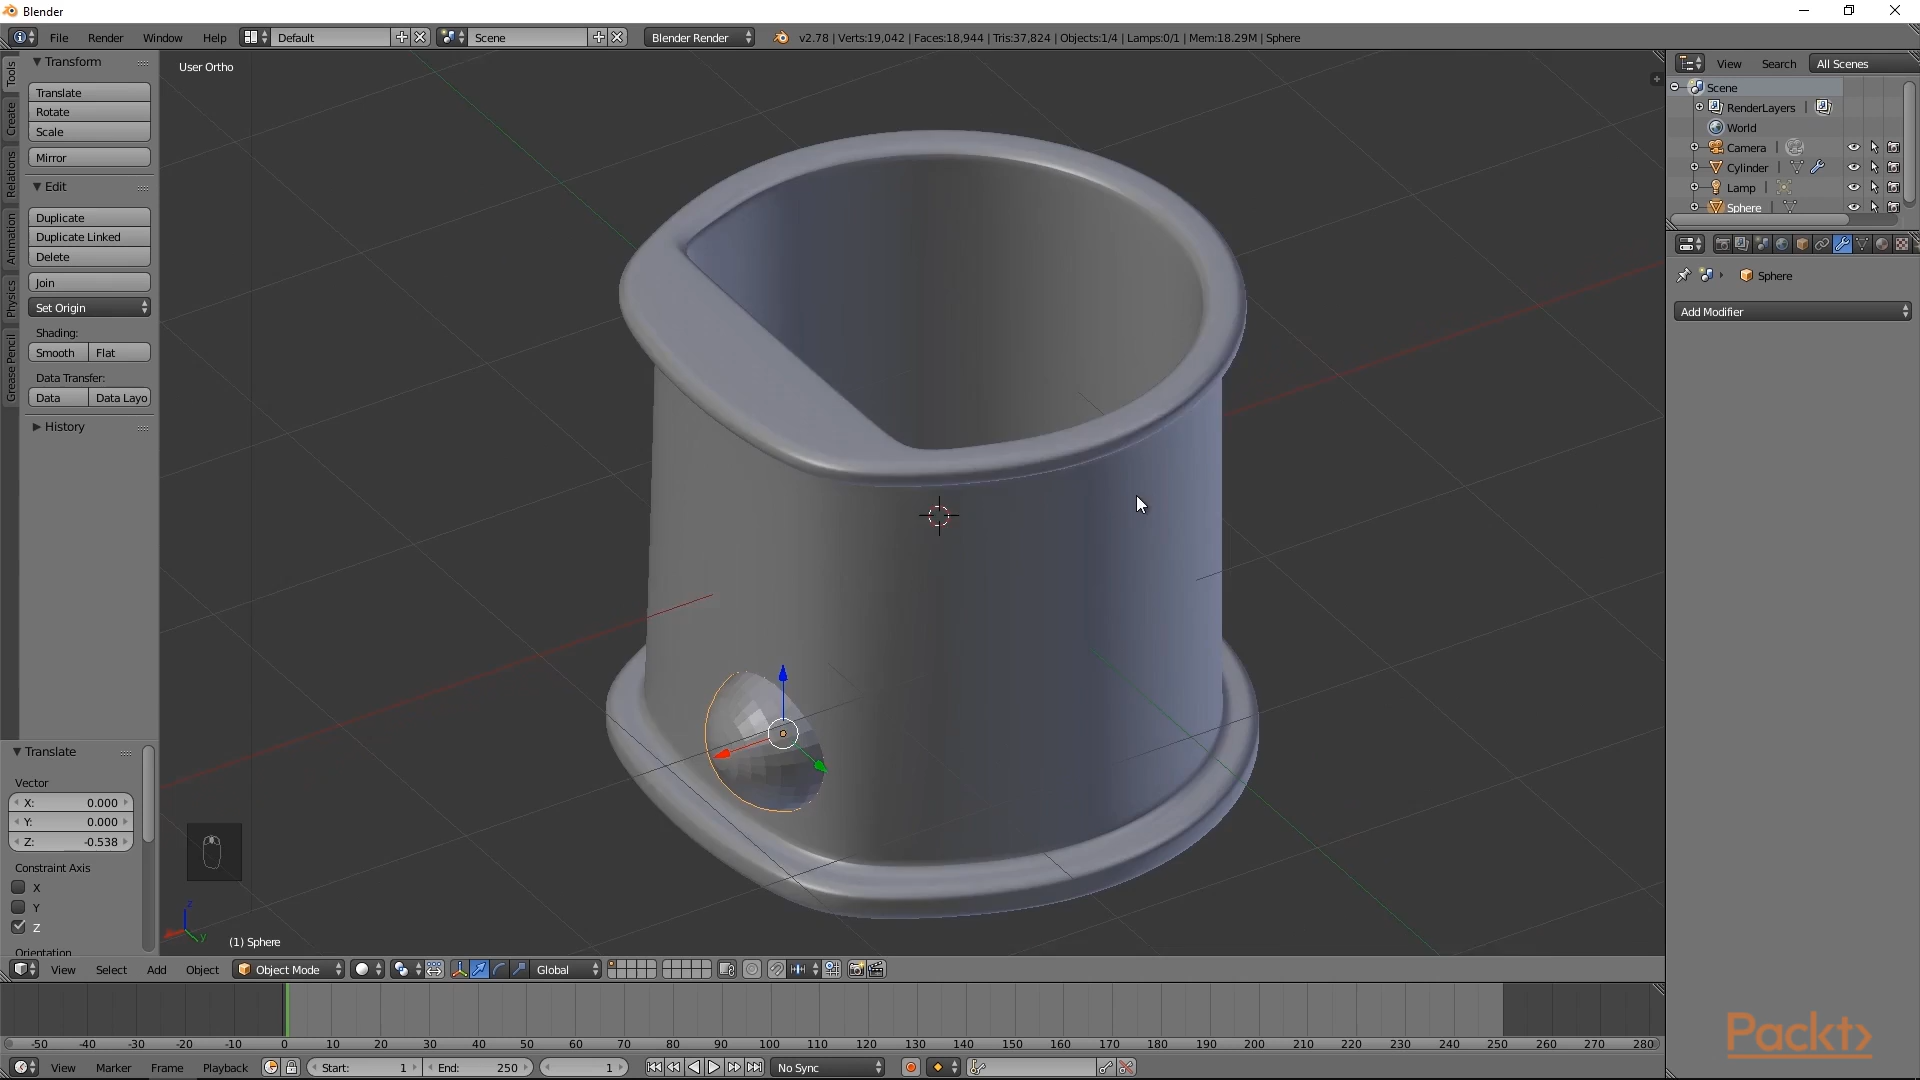 Blender
File Render Window Help Default Scene Blender Render v2.78 | Verts:19,042 | Faces:18,944 | Tris:37,824 | Objects:1/4 | Lamps:0/1 | Mem:18.29M | Sphere
Tools
Create
Relations
Animation
Physics
Grease Pencil
Transform
Translate
Rotate
Scale
Mirror
Edit
Duplicate
Duplicate Linked
Delete
Join
Set Origin
Shading:
Smooth Flat
Data Transfer:
Data Data Layo
History
Translate
Vector
X: 0.000
Y: 0.000
Z: -0.538
Constraint Axis
X
Y
Z
Orientation
User Ortho
z
y
(1) Sphere
View Search All Scenes
Scene
RenderLayers
World
Camera
Cylinder
Lamp
Sphere
Sphere
Add Modifier
View Select Add Object Object Mode Global
-50 -40 -30 -20 -10 0 10 20 30 40 50 60 70 80 90 100 110 120 130 140 150 160 170 180 190 200 210 220 230 240 250 260 270 280
View Marker Frame Playback Start: 1 End: 250 1 No Sync
Packt>